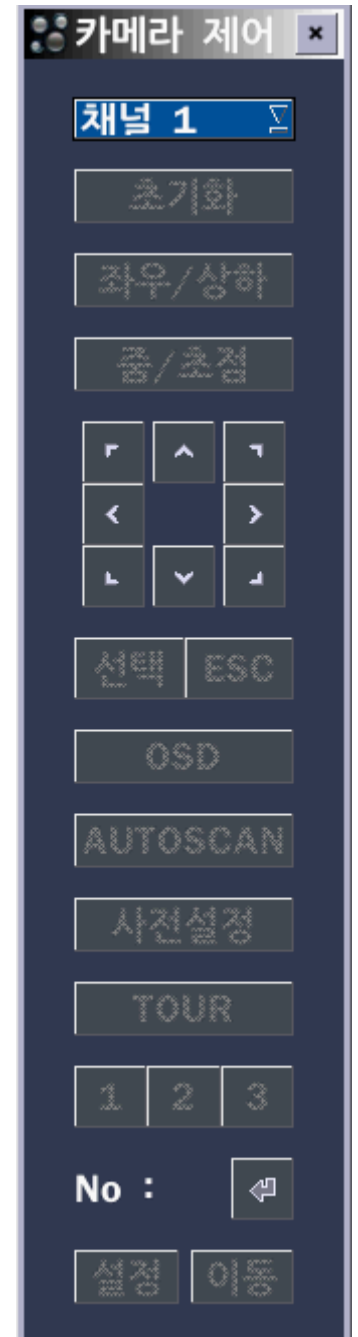 카메라 제어
채널 1
초기화
좌우/상하
줌/초점
선택 ESC
OSD
AUTOSCAN
사전설정
TOUR
1 2 3
No :
설정 이동